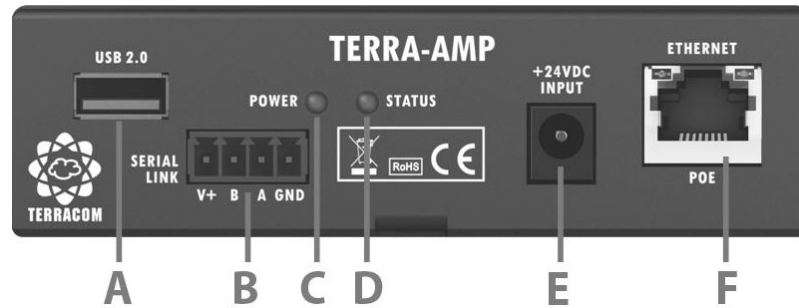 TERRA-AMP
USB 2.0
ETHERNET
+24VDC
INPUT
POWER
STATUS
SERIAL
LINK
RoHS
CE
V+ B A GND
POE
TERRACOM
A B C D E F